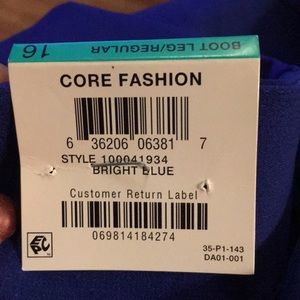 16 BOOT LEG/REGULAR
CORE FASHION
6 36206 06381 7
STYLE 100041934
BRIGHT BLUE
Customer Return Label
069814184274
35-P1-143
DA01-001
EPC